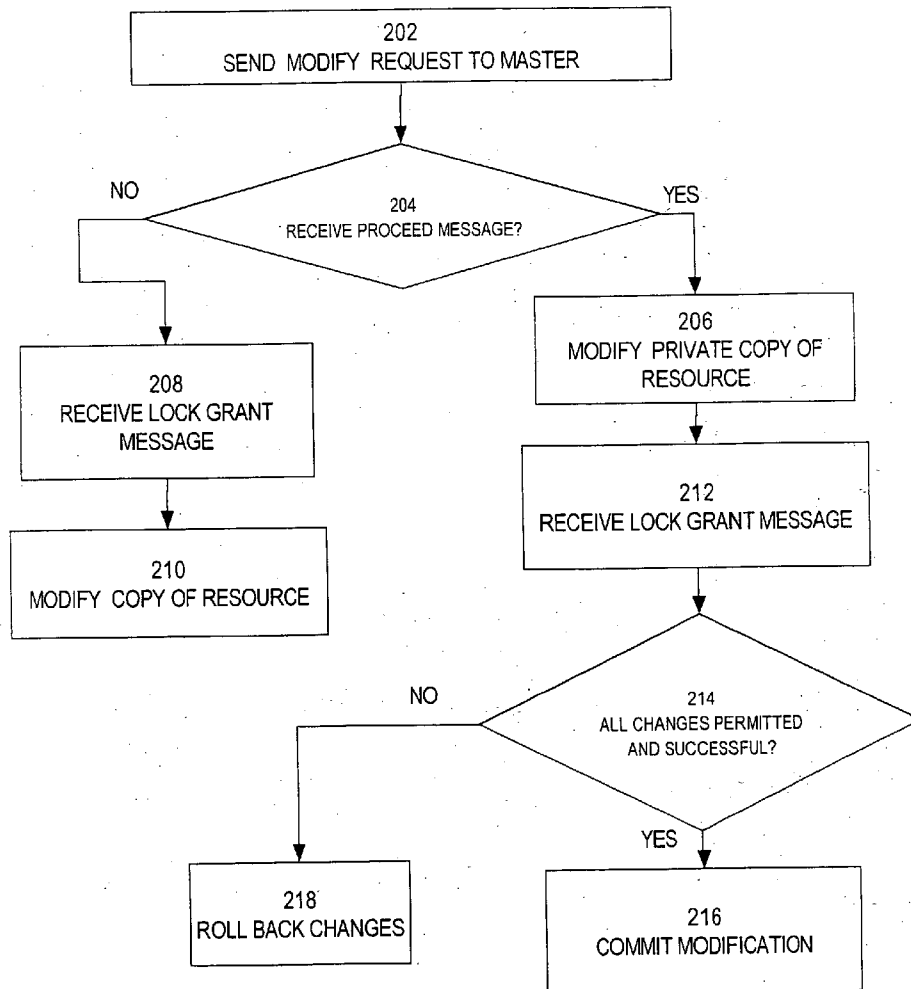 202
SEND MODIFY REQUEST TO MASTER
NO
204
RECEIVE PROCEED MESSAGE?
YES
206
MODIFY PRIVATE COPY OF
RESOURCE
208
RECEIVE LOCK GRANT
MESSAGE
212
RECEIVE LOCK GRANT MESSAGE
210
MODIFY COPY OF RESOURCE
NO
214
ALL CHANGES PERMITTED
AND SUCCESSFUL?
YES
218
ROLL BACK CHANGES
216
COMMIT MODIFICATION